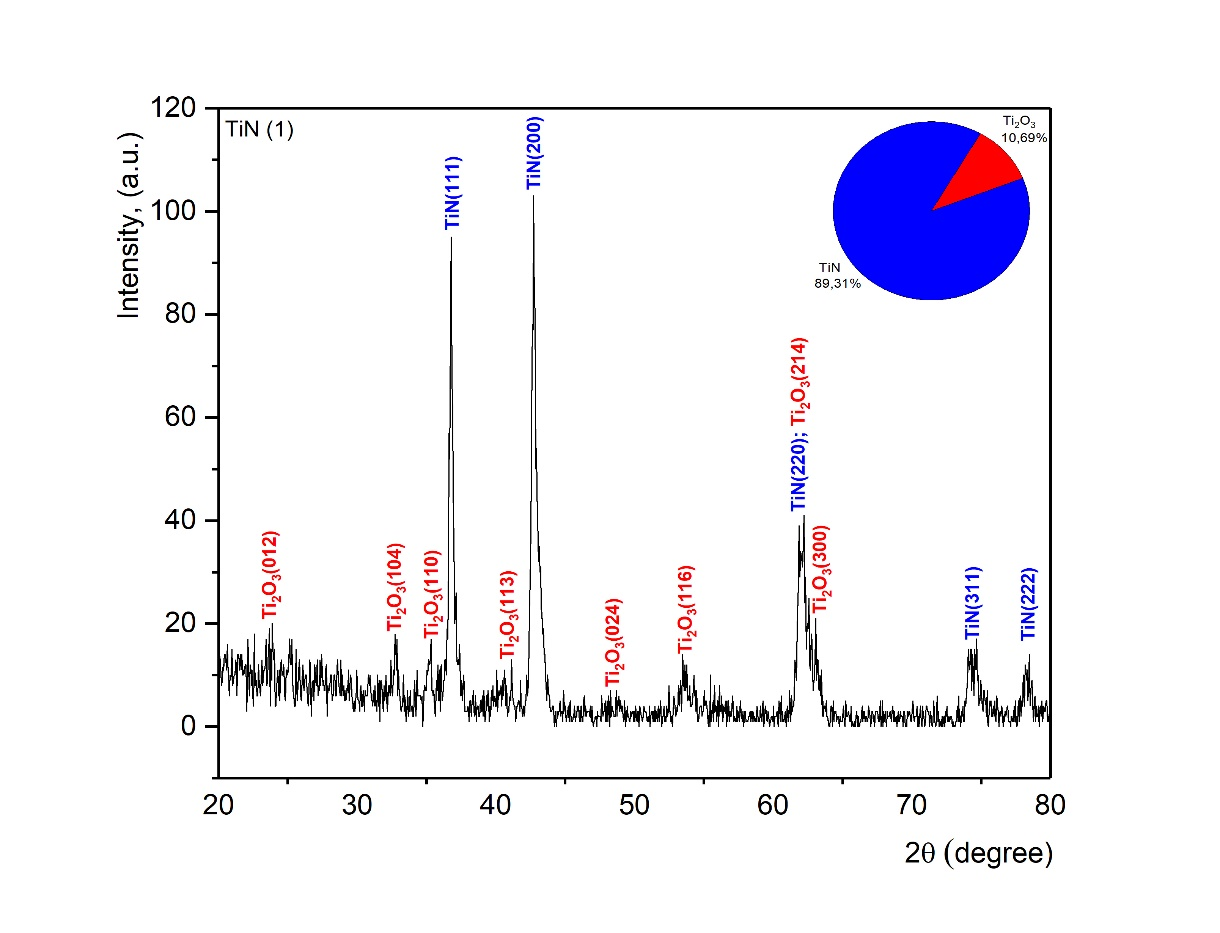 TiN (1)
Ti₂O₃
10,69%
TiN
89,31%
Intensity, (a.u.)
120
100
80
60
40
20
0
Ti₂O₃(012)
Ti₂O₃(104)
Ti₂O₃(110)
TiN(111)
Ti₂O₃(113)
TiN(200)
Ti₂O₃(024)
Ti₂O₃(116)
TiN(220); Ti₂O₃(214)
Ti₂O₃(300)
TiN(311)
TiN(222)
20 30 40 50 60 70 80
2θ (degree)